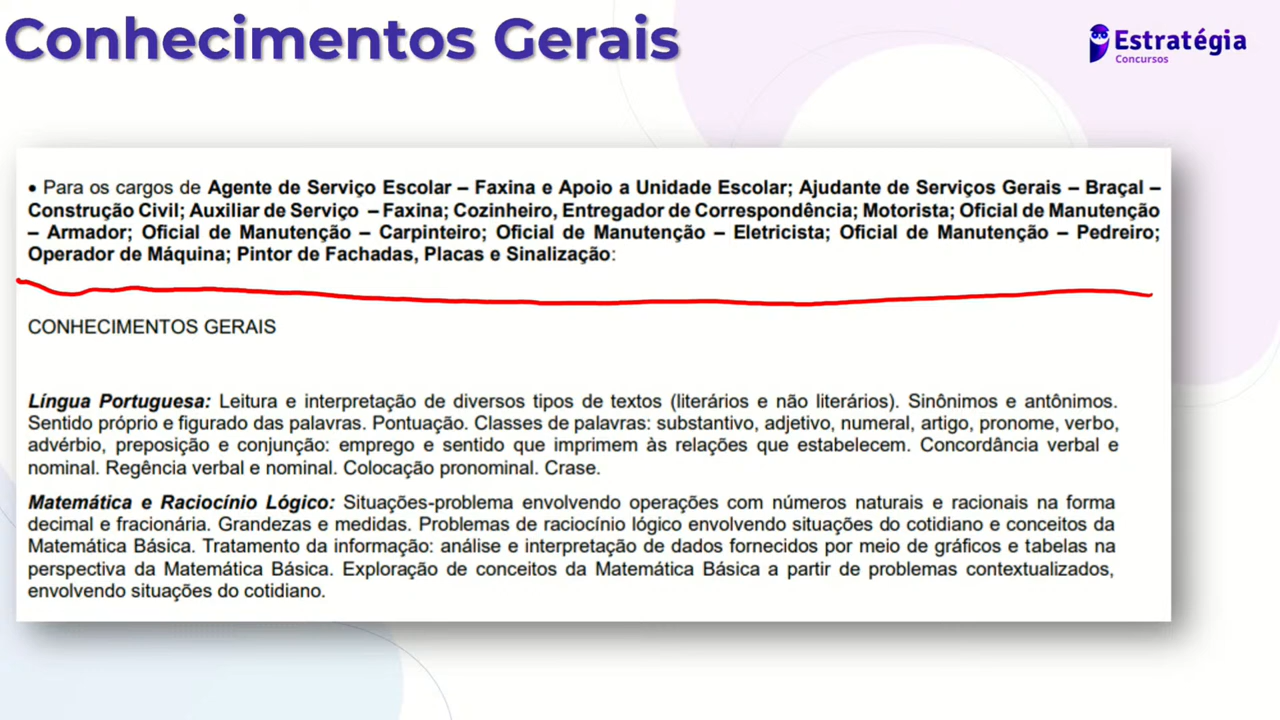 Conhecimentos Gerais
Estratégia
Concursos
• Para os cargos de Agente de Serviço Escolar – Faxina e Apoio a Unidade Escolar; Ajudante de Serviços Gerais – Braçal –
Construção Civil; Auxiliar de Serviço – Faxina; Cozinheiro, Entregador de Correspondência; Motorista; Oficial de Manutenção
– Armador; Oficial de Manutenção – Carpinteiro; Oficial de Manutenção – Eletricista; Oficial de Manutenção – Pedreiro;
Operador de Máquina; Pintor de Fachadas, Placas e Sinalização:
CONHECIMENTOS GERAIS
Língua Portuguesa: Leitura e interpretação de diversos tipos de textos (literários e não literários). Sinônimos e antônimos.
Sentido próprio e figurado das palavras. Pontuação. Classes de palavras: substantivo, adjetivo, numeral, artigo, pronome, verbo,
advérbio, preposição e conjunção: emprego e sentido que imprimem às relações que estabelecem. Concordância verbal e
nominal. Regência verbal e nominal. Colocação pronominal. Crase.
Matemática e Raciocínio Lógico: Situações-problema envolvendo operações com números naturais e racionais na forma
decimal e fracionária. Grandezas e medidas. Problemas de raciocínio lógico envolvendo situações do cotidiano e conceitos da
Matemática Básica. Tratamento da informação: análise e interpretação de dados fornecidos por meio de gráficos e tabelas na
perspectiva da Matemática Básica. Exploração de conceitos da Matemática Básica a partir de problemas contextualizados,
envolvendo situações do cotidiano.